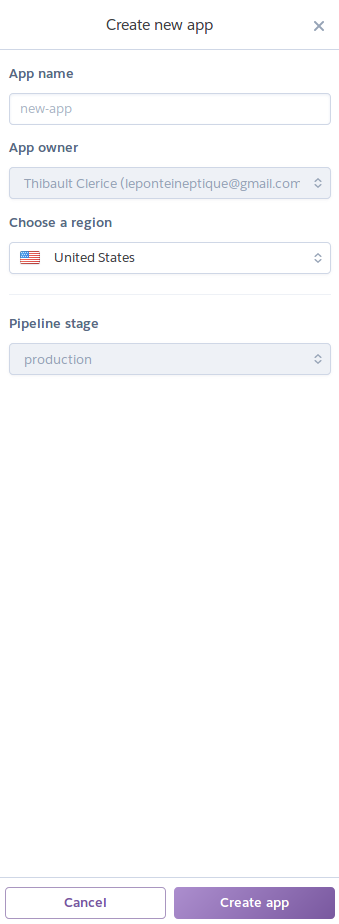 Create new app
App name
new-app
App owner
Thibault Clerice (leponteineptique@gmail.com
Choose a region
United States
Pipeline stage
production
Cancel
Create app